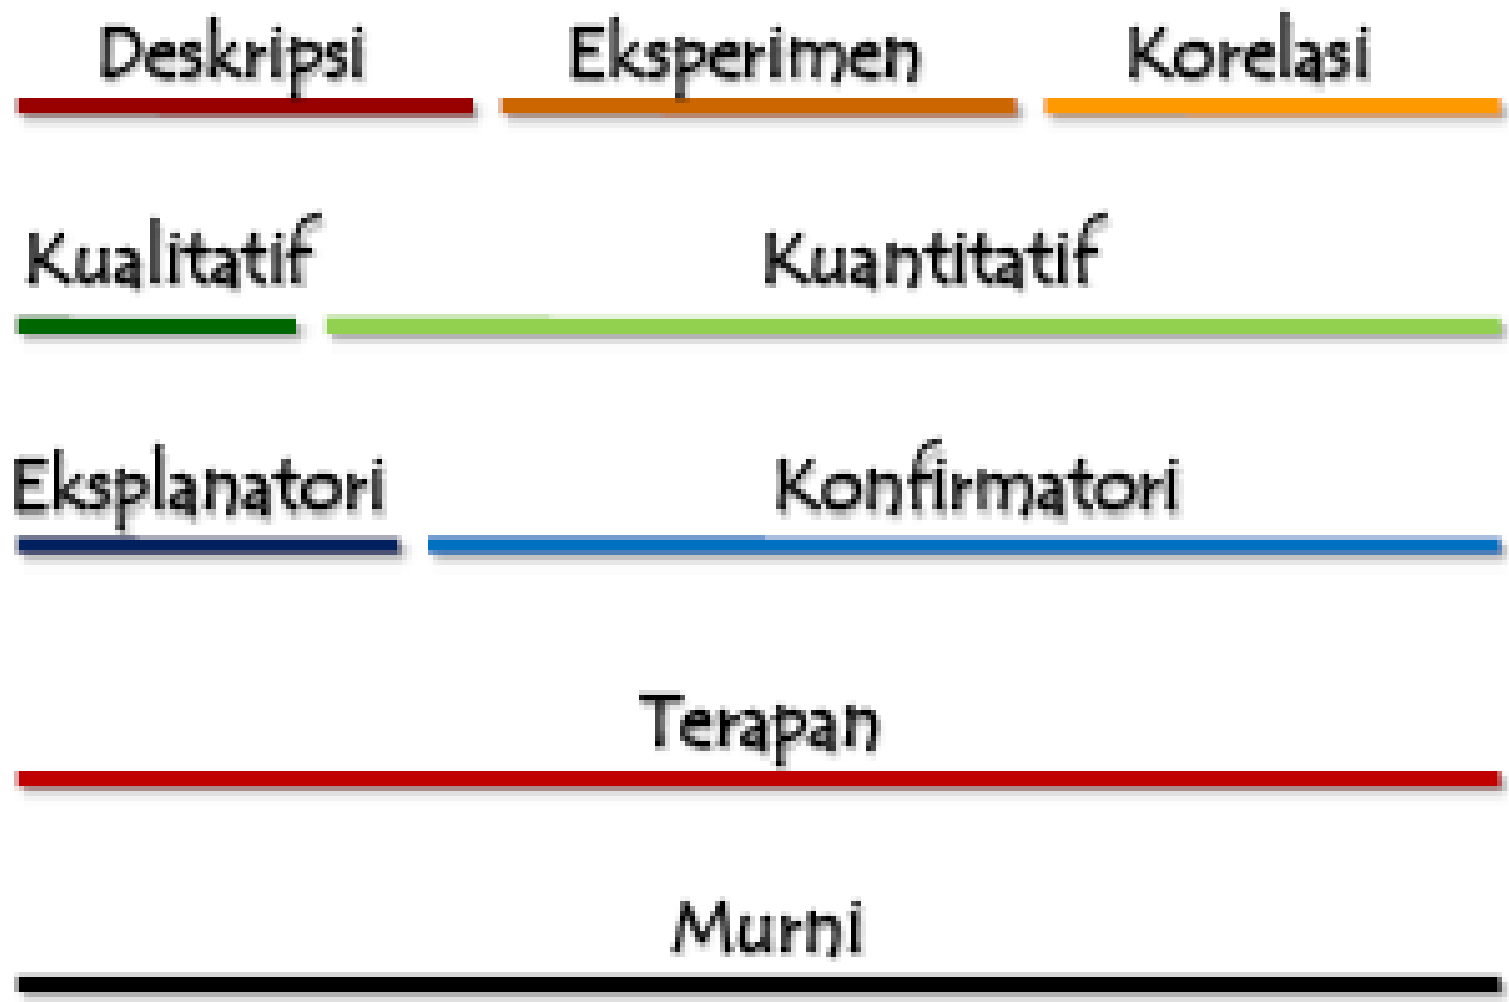 Deskripsi Eksperimen Korelasi
Kualitatif Kuantitatif
Eksplanatori Konfirmatori
Terapan
Murni